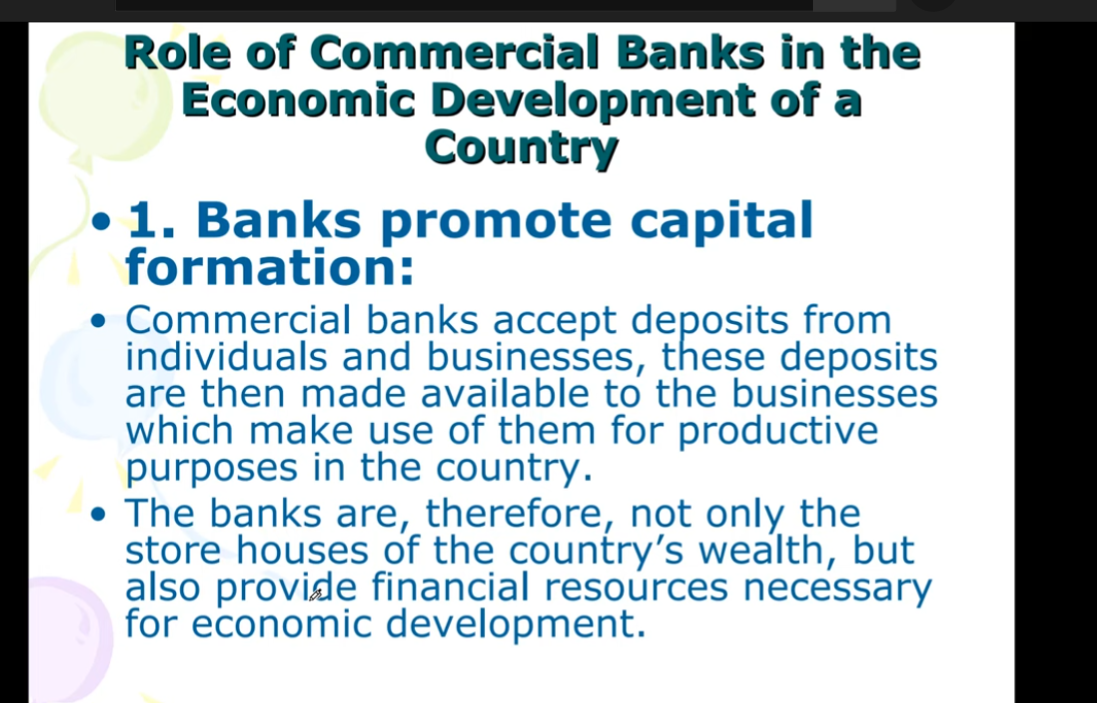 Role of Commercial Banks in the
Economic Development of a
Country
• 1. Banks promote capital
formation:
• Commercial banks accept deposits from
individuals and businesses, these deposits
are then made available to the businesses
which make use of them for productive
purposes in the country.
• The banks are, therefore, not only the
store houses of the country’s wealth, but
also provide financial resources necessary
for economic development.